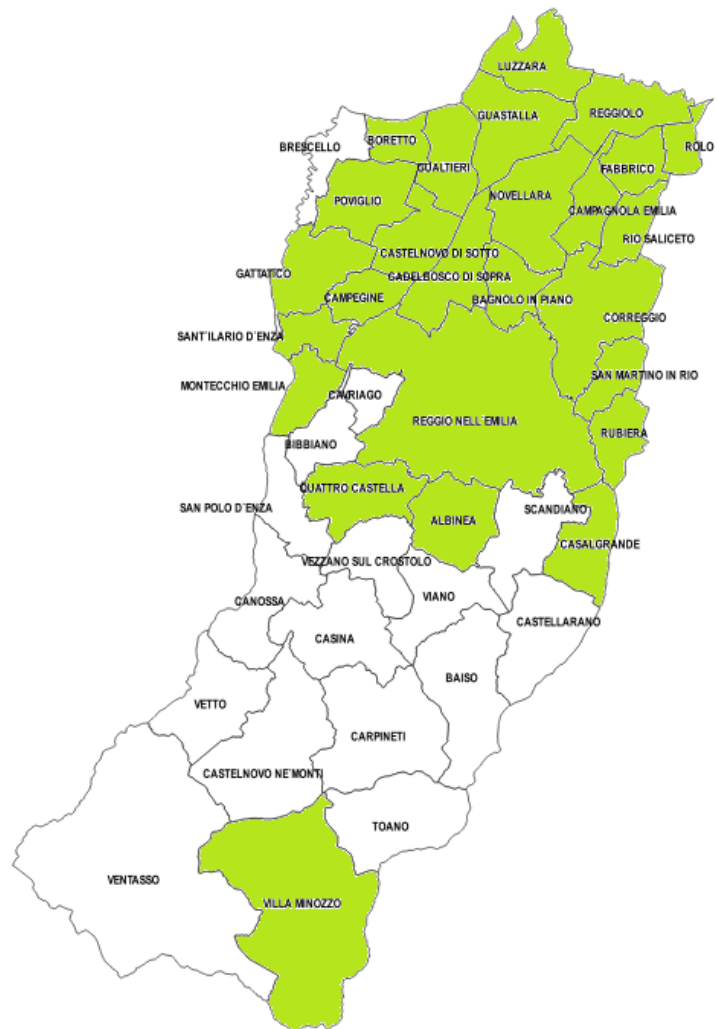 LUZZARA
GUASTALLA
REGGIOLO
BRESCELLO
BORETTO
ROLO
GUALTIERI
FABBRICO
POVIGLIO
NOVELLARA
CAMPAGNOLA EMILIA
RIO SALICETO
CASTELNOVO DI SOTTO
GATTATICO
CADELBOSCO DI SOPRA
CAMPEGINE
BAGNOLO IN PIANO
CORREGGIO
SANT'ILARIO D'ENZA
SAN MARTINO IN RIO
MONTECCHIO EMILIA
CAVRIAGO
REGGIO NELL'EMILIA
RUBIERA
BIBBIANO
QUATTRO CASTELLA
SAN POLO D'ENZA
SCANDIANO
ALBINEA
CASALGRANDE
VEZZANO SUL CROSTOLO
VIANO
CANOSSA
CASTELLARANO
CASINA
BAISO
VETTO
CARPINETI
CASTELNOVO NE'MONTI
TOANO
VENTASSO
VILLA MINOZZO